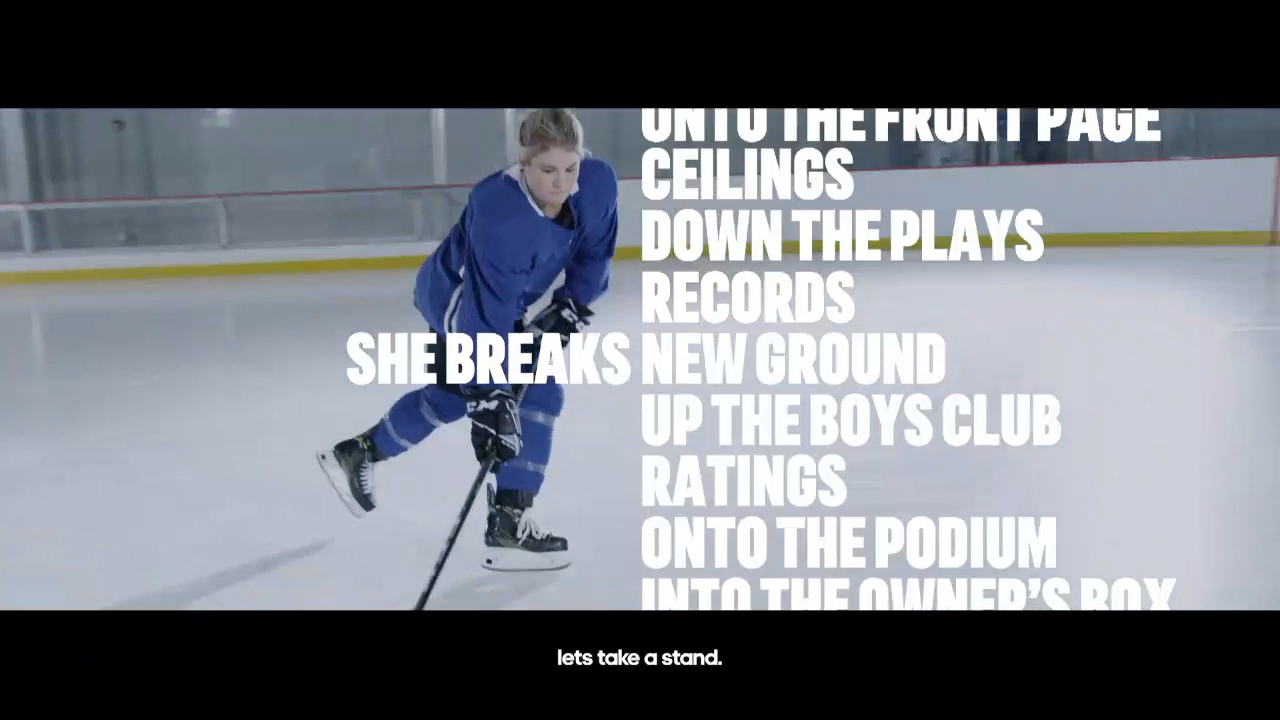 ONTO THE FRONT PAGE
CEILINGS
DOWN THE PLAYS
RECORDS
SHE BREAKS NEW GROUND
UP THE BOYS CLUB
RATINGS
ONTO THE PODIUM
INTO THE OWNER'S BOX
CCM
lets take a stand.